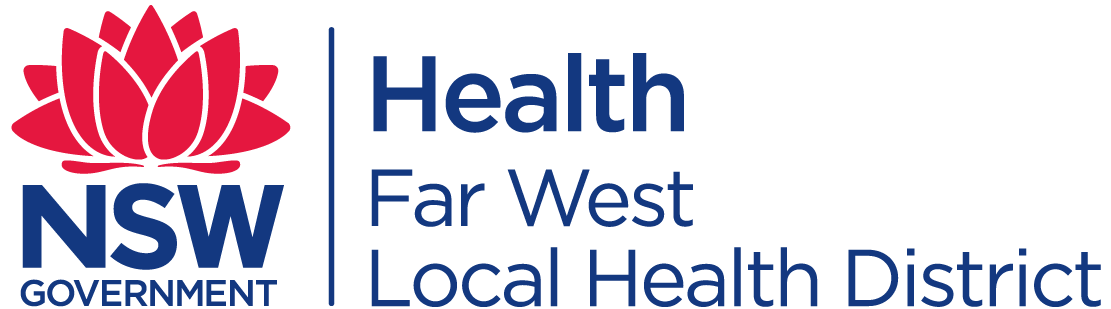 NSW
GOVERNMENT
Health
Far West
Local Health District